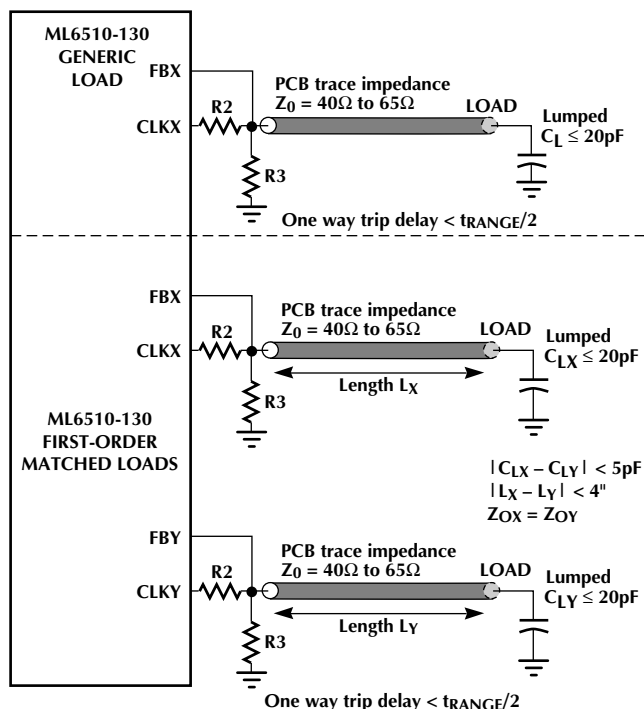 ML6510-130
GENERIC
LOAD
FBX
CLKX
R2
R3
PCB trace impedance
Z0 = 40Ω to 65Ω
LOAD
Lumped
CL ≤ 20pF
One way trip delay < tRANGE/2
FBX
CLKX
R2
R3
PCB trace impedance
Z0 = 40Ω to 65Ω
LOAD
Lumped
CLX ≤ 20pF
Length LX
ML6510-130
FIRST-ORDER
MATCHED LOADS
|CLX – CLY| < 5pF
|LX – LY| < 4"
ZOX = ZOY
FBY
CLKY
R2
R3
PCB trace impedance
Z0 = 40Ω to 65Ω
LOAD
Lumped
CLY ≤ 20pF
Length LY
One way trip delay < tRANGE/2